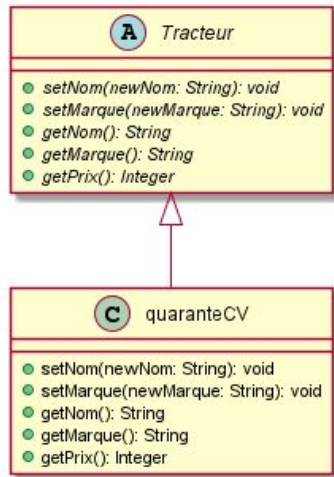 A Tracteur
setNom(newNom: String): void
setMarque(newMarque: String): void
getNom(): String
getMarque(): String
getPrix(): Integer
C quaranteCV
setNom(newNom: String): void
setMarque(newMarque: String): void
getNom(): String
getMarque(): String
getPrix(): Integer